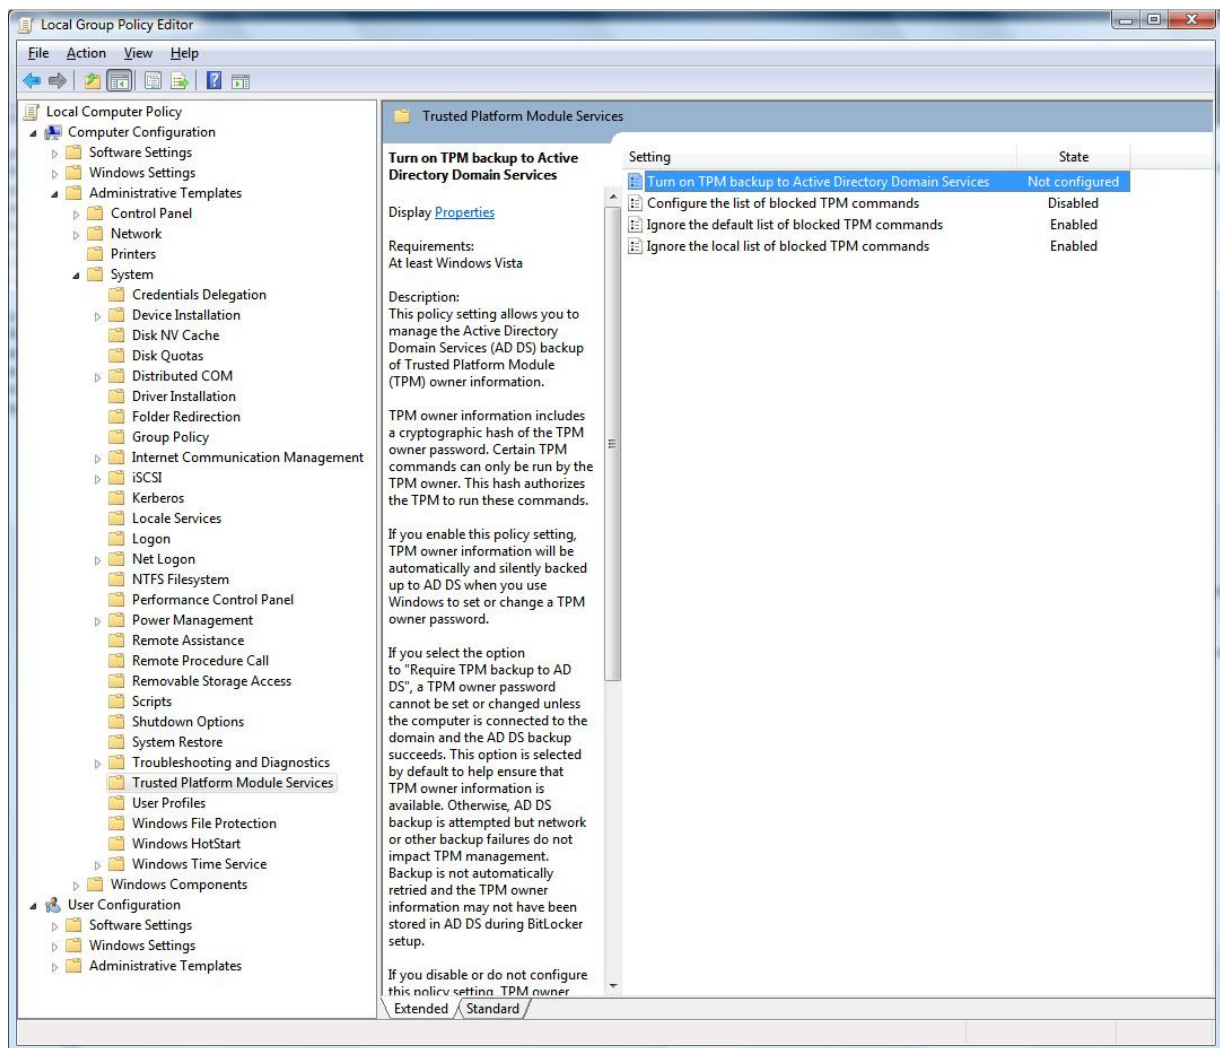 Local Group Policy Editor
File Action View Help
Local Computer Policy
Computer Configuration
Software Settings
Windows Settings
Administrative Templates
Control Panel
Network
Printers
System
Credentials Delegation
Device Installation
Disk NV Cache
Disk Quotas
Distributed COM
Driver Installation
Folder Redirection
Group Policy
Internet Communication Management
iSCSI
Kerberos
Locale Services
Logon
Net Logon
NTFS Filesystem
Performance Control Panel
Power Management
Remote Assistance
Remote Procedure Call
Removable Storage Access
Scripts
Shutdown Options
System Restore
Troubleshooting and Diagnostics
Trusted Platform Module Services
User Profiles
Windows File Protection
Windows HotStart
Windows Time Service
Windows Components
User Configuration
Software Settings
Windows Settings
Administrative Templates
Trusted Platform Module Services
Turn on TPM backup to Active
Directory Domain Services
Display Properties
Requirements:
At least Windows Vista
Description:
This policy setting allows you to
manage the Active Directory
Domain Services (AD DS) backup
of Trusted Platform Module
(TPM) owner information.
TPM owner information includes
a cryptographic hash of the TPM
owner password. Certain TPM
commands can only be run by the
TPM owner. This hash authorizes
the TPM to run these commands.
If you enable this policy setting,
TPM owner information will be
automatically and silently backed
up to AD DS when you use
Windows to set or change a TPM
owner password.
If you select the option
to "Require TPM backup to AD
DS", a TPM owner password
cannot be set or changed unless
the computer is connected to the
domain and the AD DS backup
succeeds. This option is selected
by default to help ensure that
TPM owner information is
available. Otherwise, AD DS
backup is attempted but network
or other backup failures do not
impact TPM management.
Backup is not automatically
retried and the TPM owner
information may not have been
stored in AD DS during BitLocker
setup.
If you disable or do not configure
this policy setting, TPM owner
Setting State
Turn on TPM backup to Active Directory Domain Services Not configured
Configure the list of blocked TPM commands Disabled
Ignore the default list of blocked TPM commands Enabled
Ignore the local list of blocked TPM commands Enabled
Extended Standard